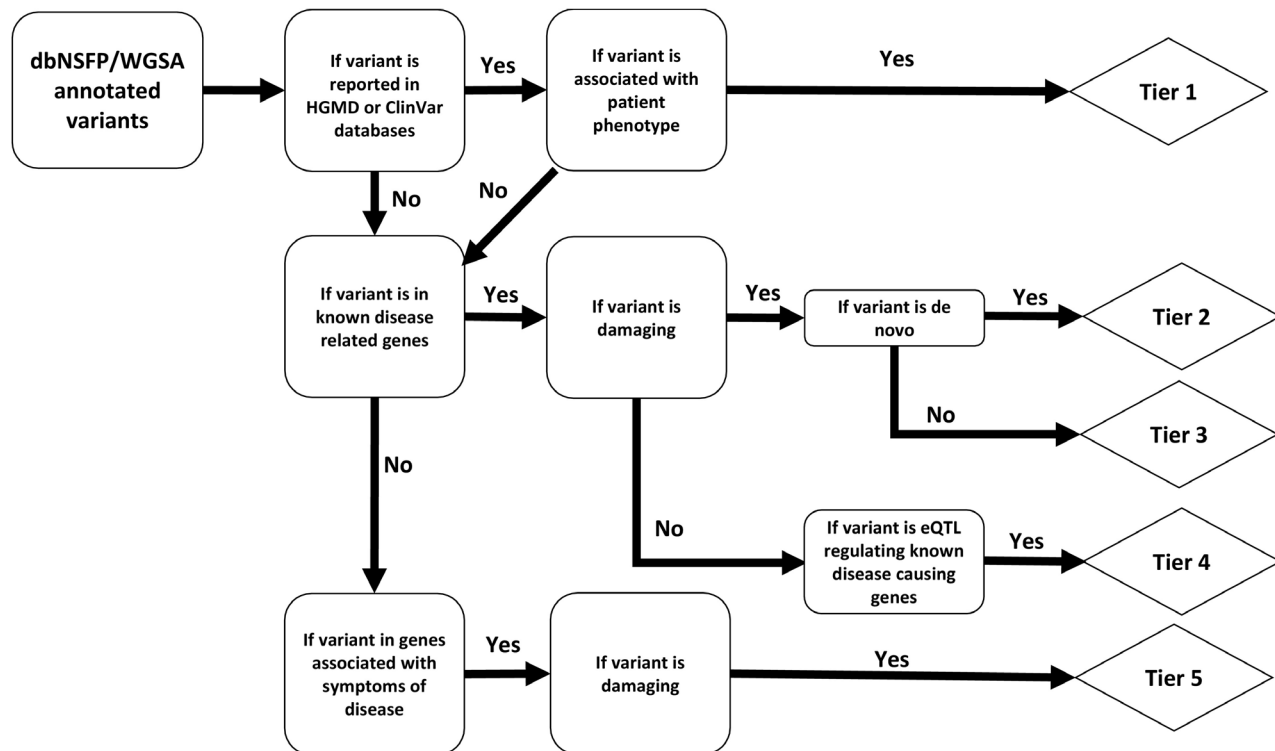 dbNSFP/WGSA
annotated
variants
If variant is
reported in
HGMD or ClinVar
databases
Yes
If variant is
associated with
patient
phenotype
Yes
Tier 1
No
No
If variant is in
known disease
related genes
Yes
If variant is
damaging
Yes
If variant is de
novo
Yes
Tier 2
No
Tier 3
No
No
If variant is eQTL
regulating known
disease causing
genes
Yes
Tier 4
If variant in genes
associated with
symptoms of
disease
Yes
If variant is
damaging
Yes
Tier 5